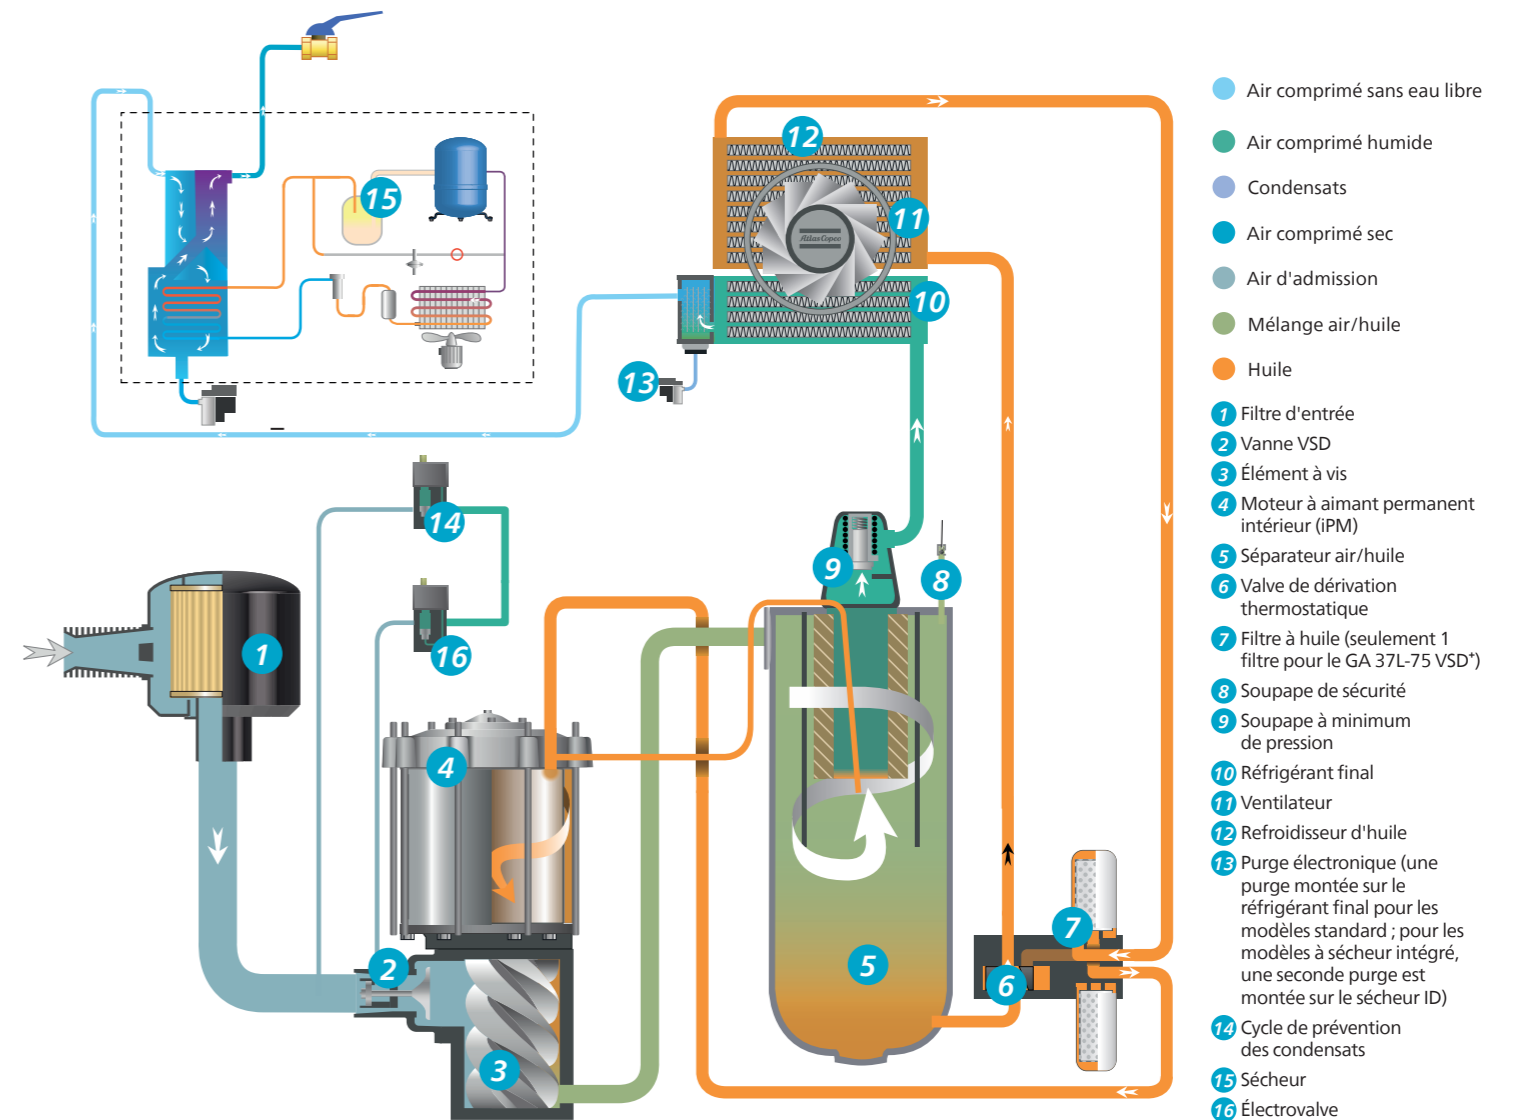 Air comprimé sans eau libre
Air comprimé humide
Condensats
Air comprimé sec
Air d'admission
Mélange air/huile
Huile
1 Filtre d'entrée
2 Vanne VSD
3 Élément à vis
4 Moteur à aimant permanent
intérieur (iPM)
5 Séparateur air/huile
6 Valve de dérivation
thermostatique
7 Filtre à huile (seulement 1
filtre pour le GA 37L-75 VSD⁺)
8 Soupape de sécurité
9 Soupape à minimum
de pression
10 Réfrigérant final
11 Ventilateur
12 Refroidisseur d'huile
13 Purge électronique (une
purge montée sur le
réfrigérant final pour les
modèles standard ; pour les
modèles à sécheur intégré,
une seconde purge est
montée sur le sécheur ID)
14 Cycle de prévention
des condensats
15 Sécheur
16 Électrovalve
12
15
11
Atlas Copco
10
13
14
9
8
16
1
4
7
5
2
6
3